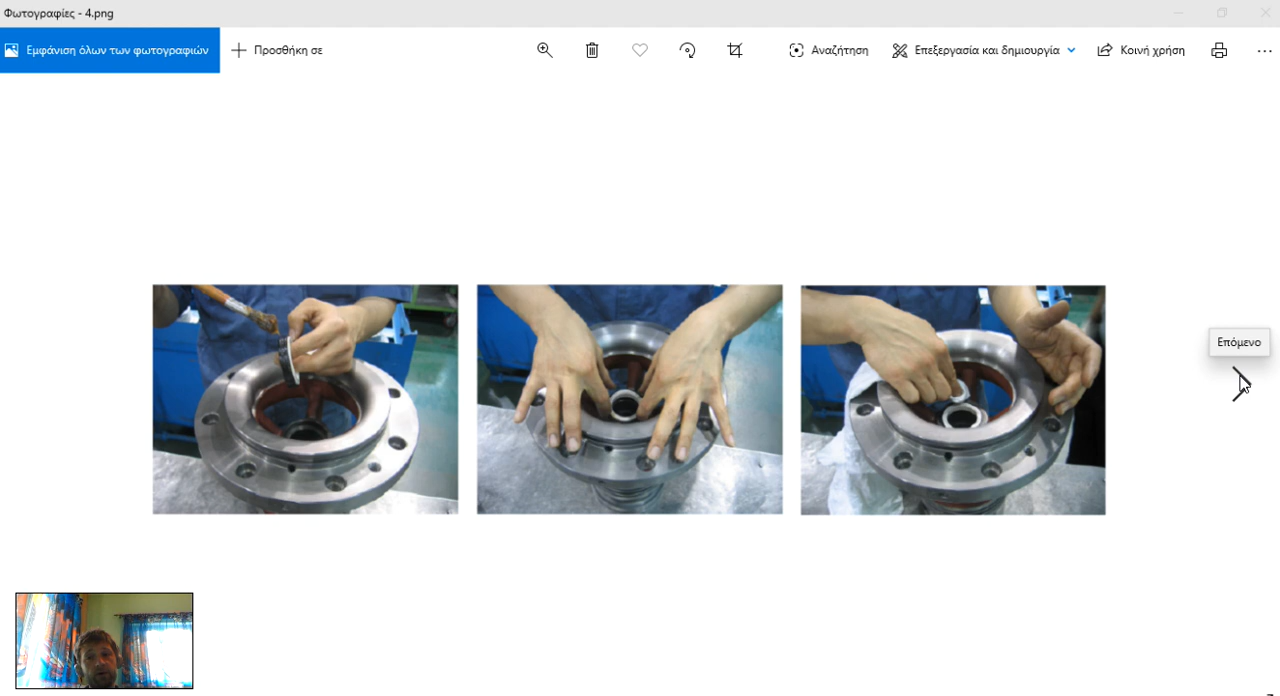 Φωτογραφίες - 4.png
Εμφάνιση όλων των φωτογραφιών
Προσθήκη σε
Αναζήτηση
Επεξεργασία και δημιουργία
Κοινή χρήση
Επόμενο